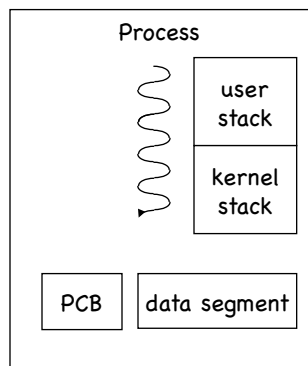 Process
user
stack
kernel
stack
PCB
data segment